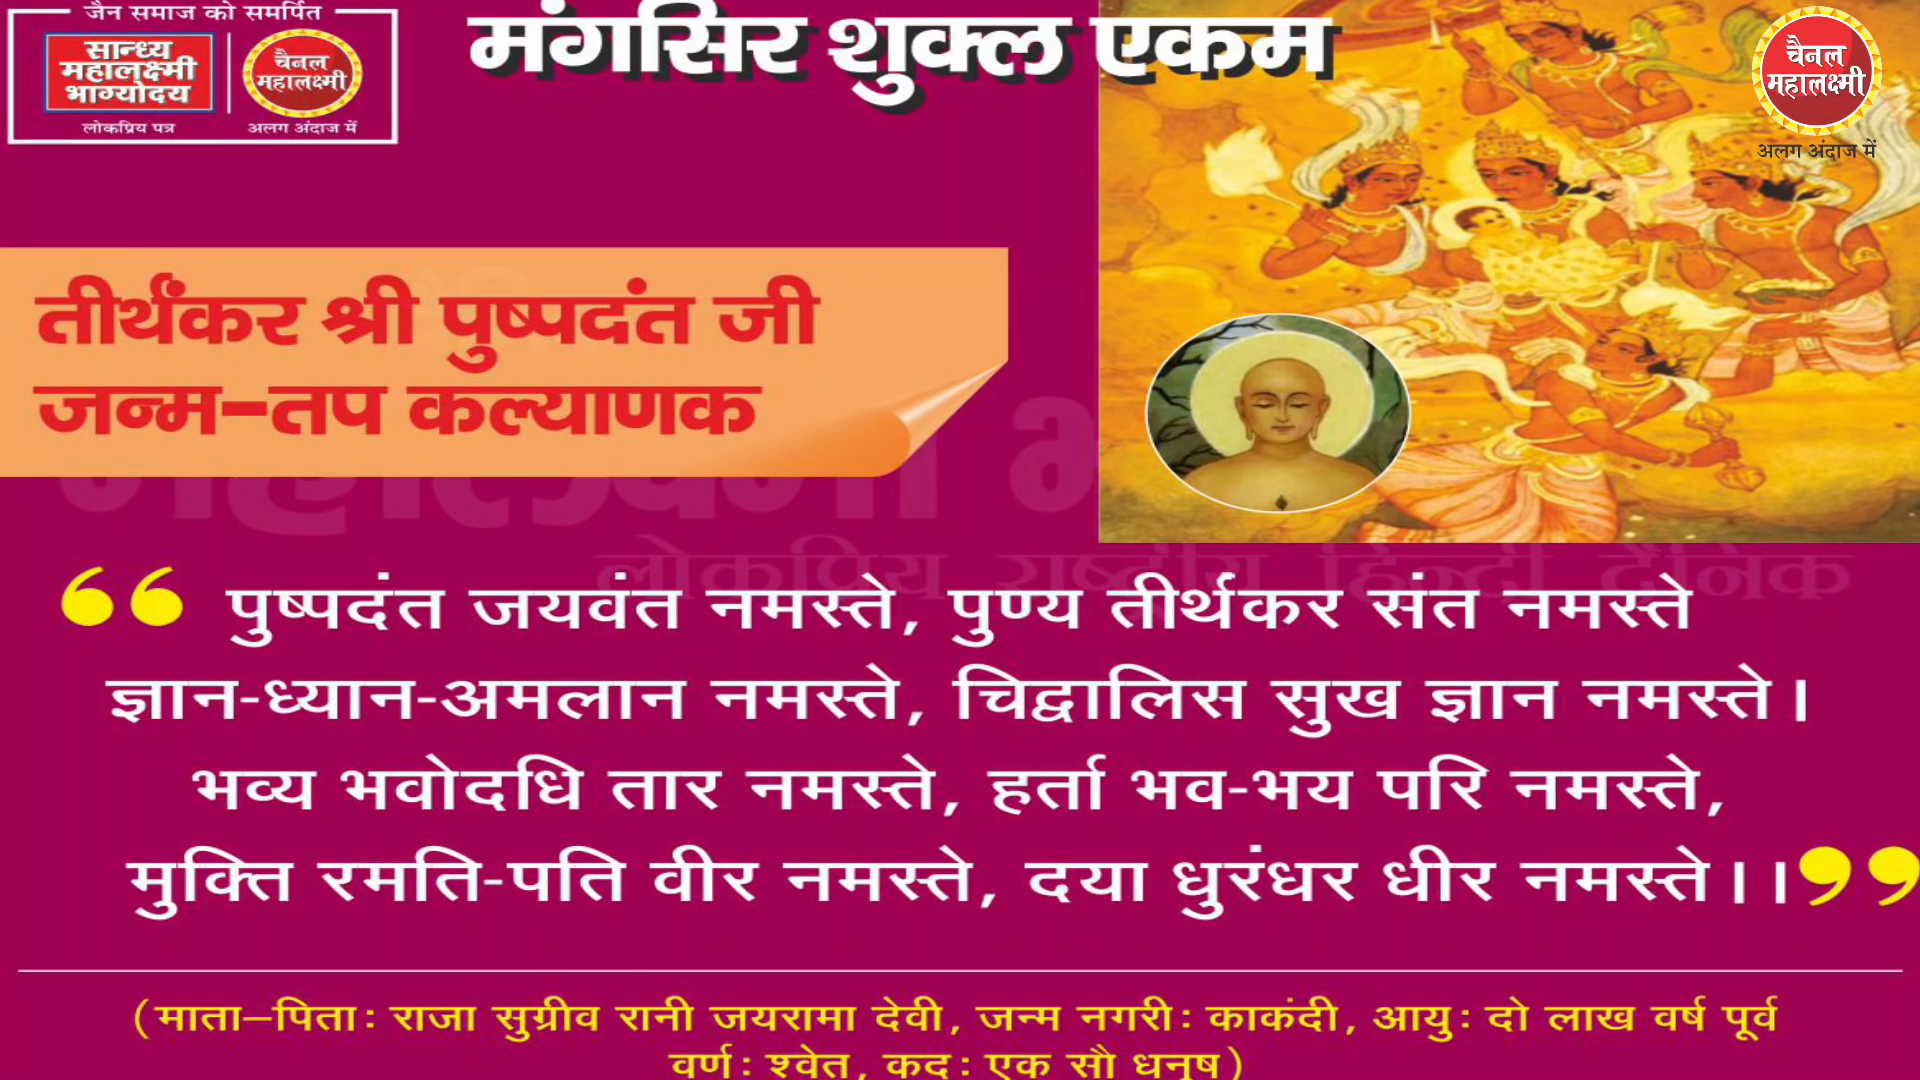 जैन समाज को समर्पित
सान्ध्य
महालक्ष्मी
भाग्योदय
लोकप्रिय पत्र
चैनल
महालक्ष्मी
अलग अंदाज में
मंगसिर शुक्ल एकम
चैनल
महालक्ष्मी
अलग अंदाज में
तीर्थंकर श्री पुष्पदंत जी
जन्म-तप कल्याणक
लोकप्रिय राष्ट्रीय हिन्दी दैनिक
“ पुष्पदंत जयवंत नमस्ते, पुण्य तीर्थकर संत नमस्ते
ज्ञान-ध्यान-अमलान नमस्ते, चिद्वालिस सुख ज्ञान नमस्ते।
भव्य भवोदधि तार नमस्ते, हर्ता भव-भय परि नमस्ते,
मुक्ति रमति-पति वीर नमस्ते, दया धुरंधर धीर नमस्ते।।”
(माता–पिताः राजा सुग्रीव रानी जयरामा देवी, जन्म नगरीः काकंदी, आयुः दो लाख वर्ष पूर्व
वर्णः श्वेत, कदः एक सौ धनुष)